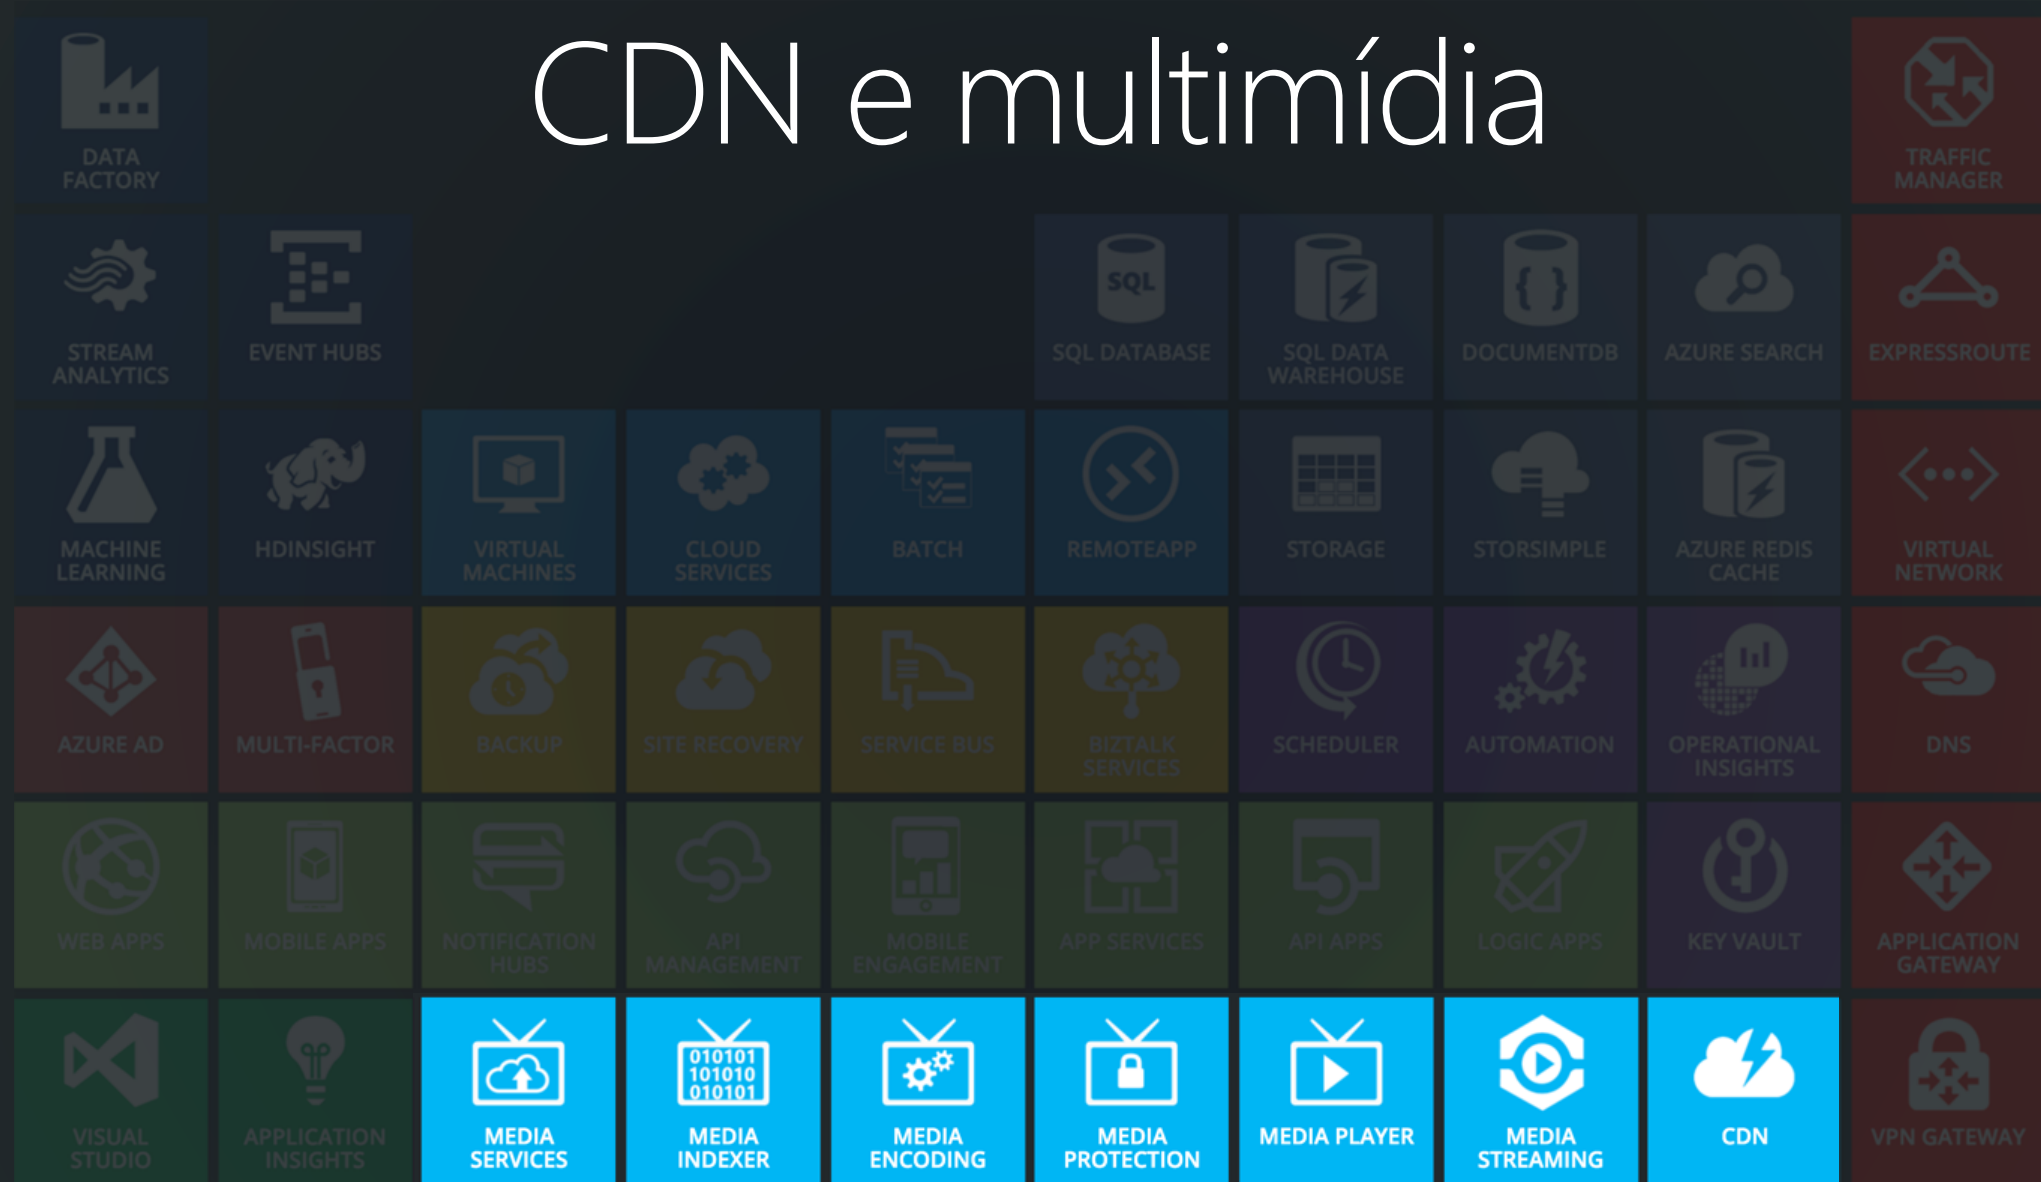 CDN e multimídia
DATA
FACTORY
TRAFFIC
MANAGER
STREAM
ANALYTICS
EVENT HUBS
SQL
SQL DATABASE
SQL DATA
WAREHOUSE
DOCUMENTDB
AZURE SEARCH
EXPRESSROUTE
MACHINE
LEARNING
HDINSIGHT
VIRTUAL
MACHINES
CLOUD
SERVICES
BATCH
REMOTEAPP
STORAGE
STORSIMPLE
AZURE REDIS
CACHE
VIRTUAL
NETWORK
AZURE AD
MULTI-FACTOR
BACKUP
SITE RECOVERY
SERVICE BUS
BIZTALK
SERVICES
SCHEDULER
AUTOMATION
OPERATIONAL
INSIGHTS
DNS
WEB APPS
MOBILE APPS
NOTIFICATION
HUBS
API
MANAGEMENT
MOBILE
ENGAGEMENT
APP SERVICES
API APPS
LOGIC APPS
KEY VAULT
APPLICATION
GATEWAY
VISUAL
STUDIO
APPLICATION
INSIGHTS
MEDIA
SERVICES
010101
101010
010101
MEDIA
INDEXER
MEDIA
ENCODING
MEDIA
PROTECTION
MEDIA PLAYER
MEDIA
STREAMING
CDN
VPN GATEWAY